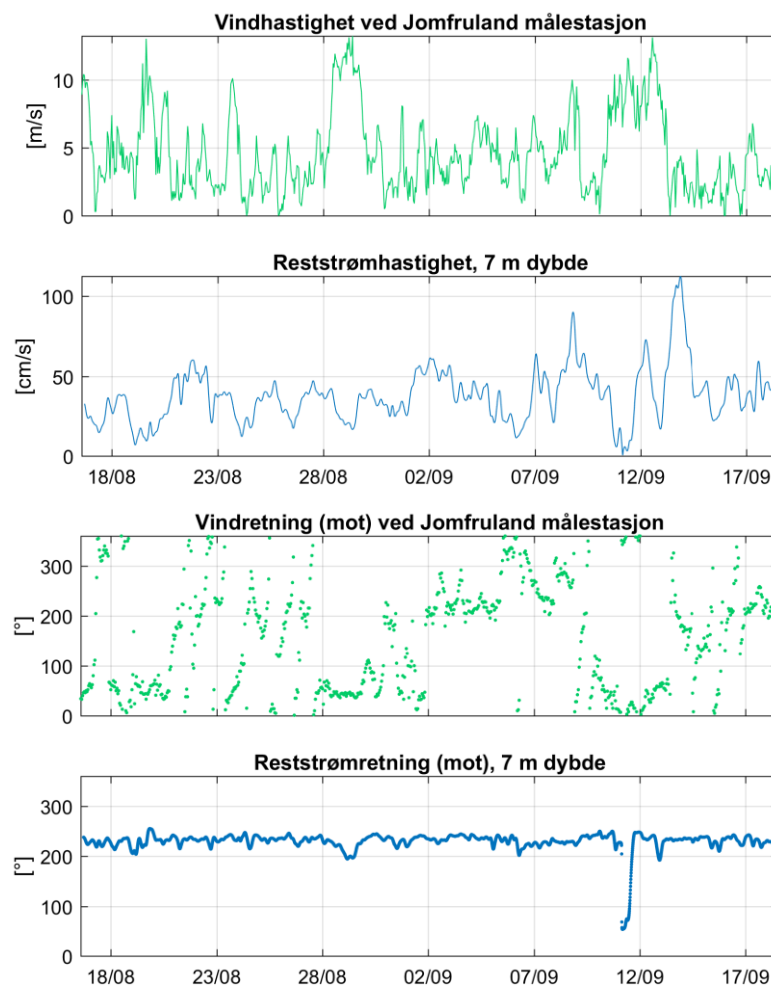 Vindhastighet ved Jomfruland målestasjon
10
5
0
[m/s]
Reststrømhastighet, 7 m dybde
100
50
0
[cm/s]
18/08 23/08 28/08 02/09 07/09 12/09 17/09
Vindretning (mot) ved Jomfruland målestasjon
300
200
100
0
[°]
Reststrømretning (mot), 7 m dybde
300
200
100
0
[°]
18/08 23/08 28/08 02/09 07/09 12/09 17/09